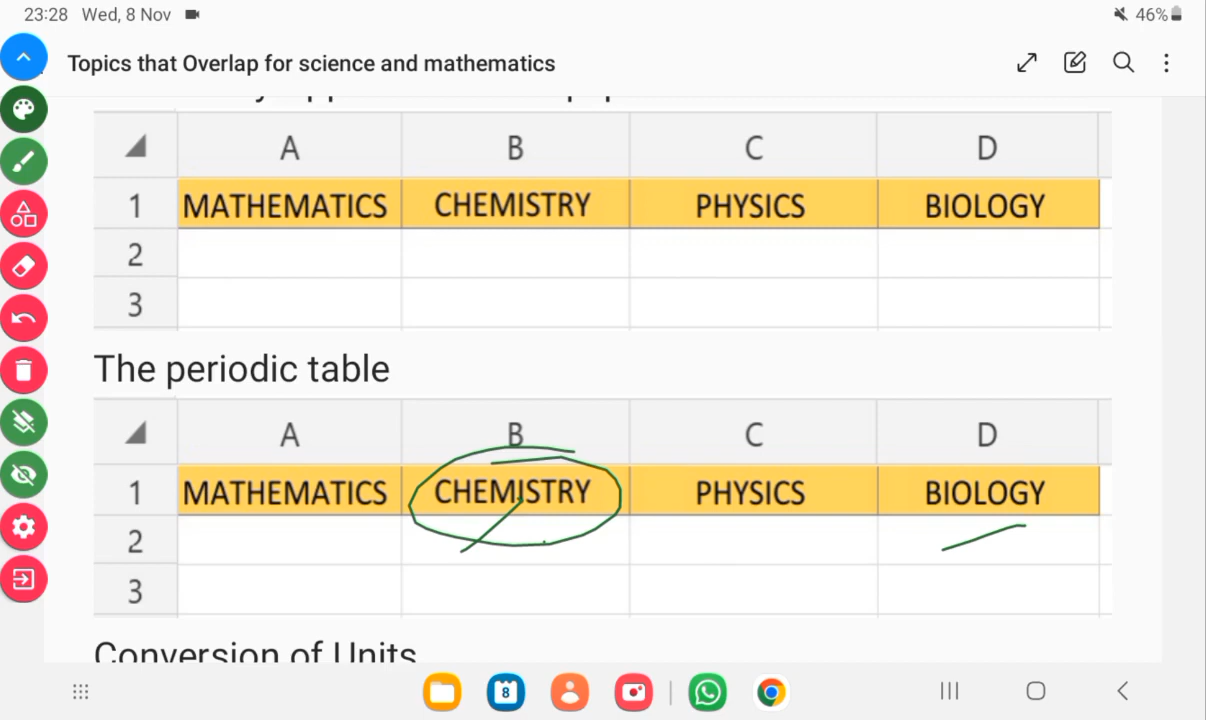 23:28 Wed, 8 Nov 46%
Topics that Overlap for science and mathematics
A B C D
1 MATHEMATICS CHEMISTRY PHYSICS BIOLOGY
2
3
The periodic table
A B C D
1 MATHEMATICS CHEMISTRY PHYSICS BIOLOGY
2
3
Conversion of Units
8